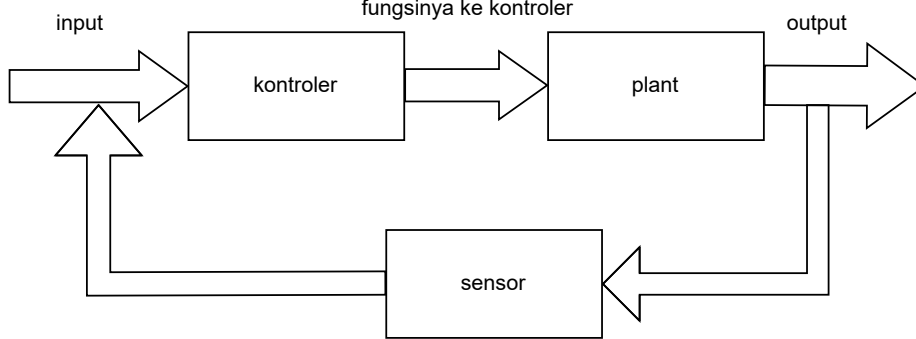 fungsinya ke kontroler
input
output
kontroler
plant
sensor